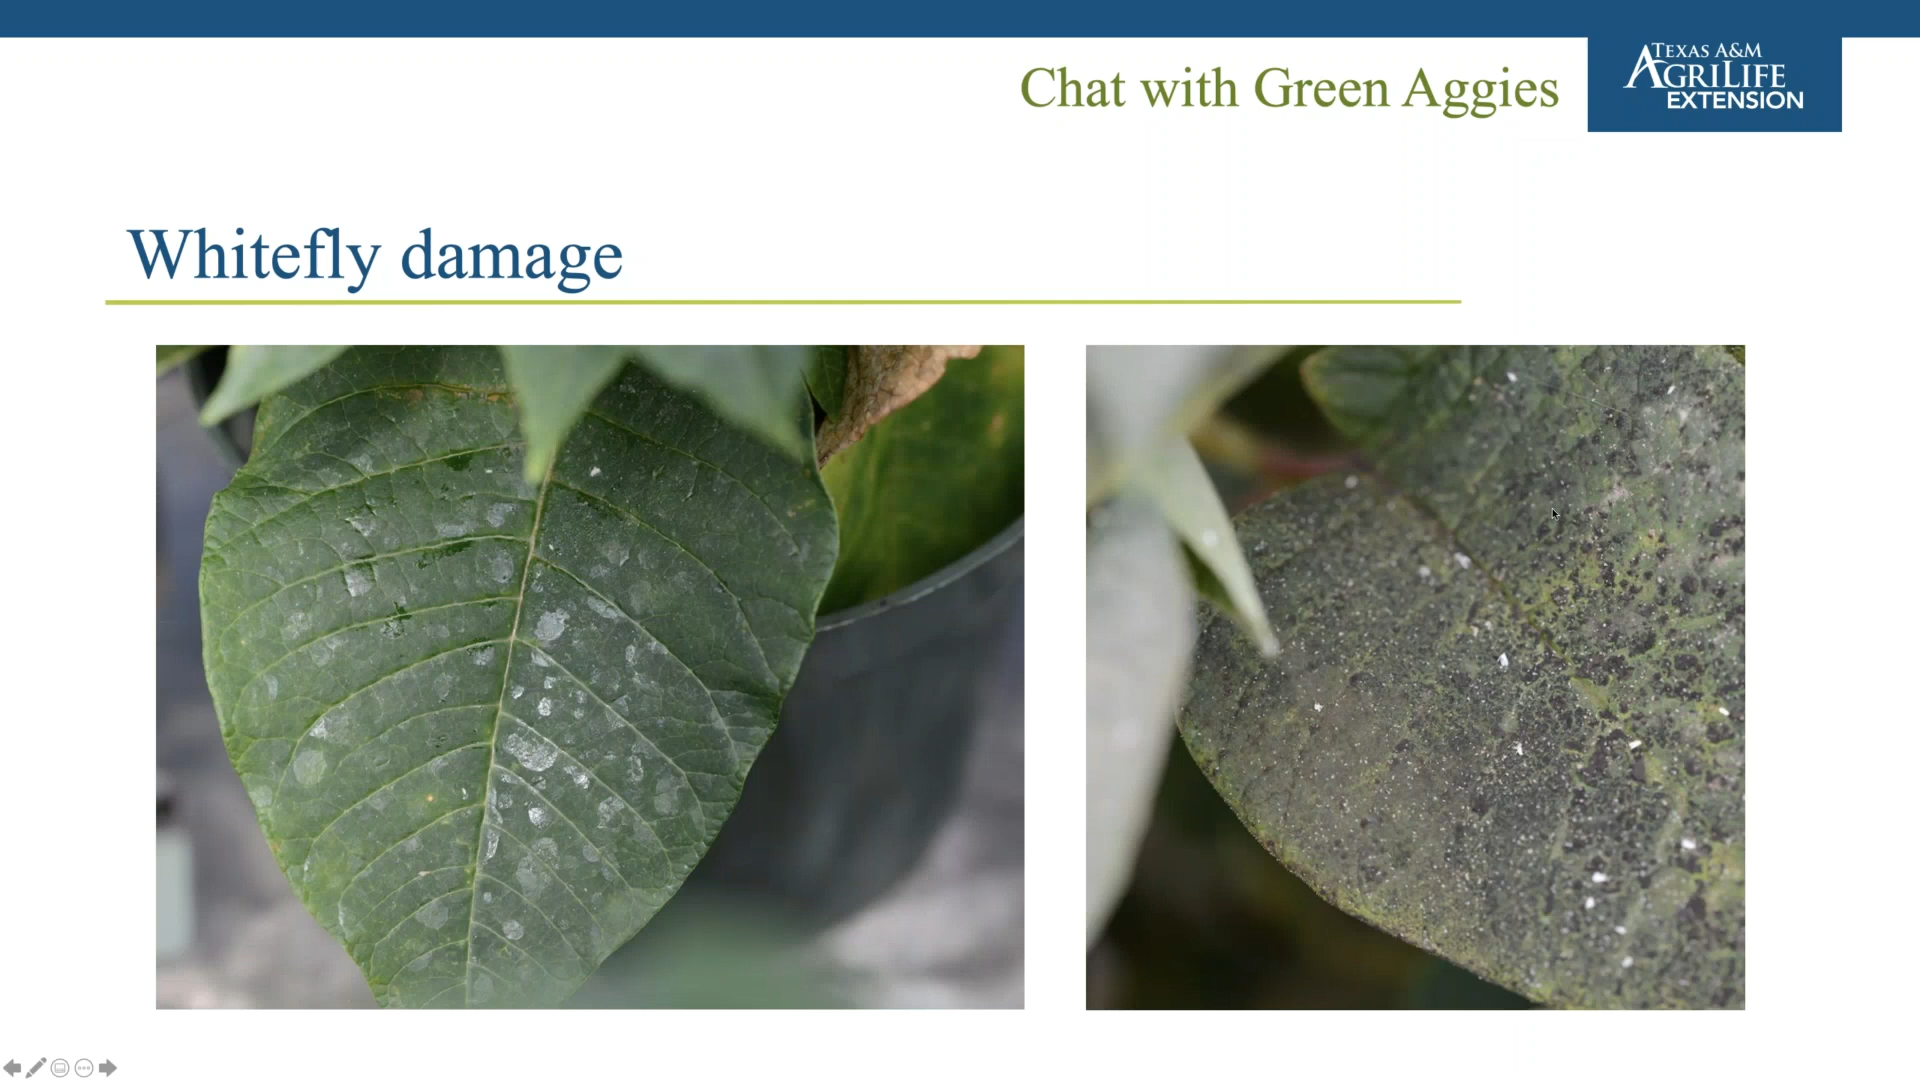 Chat with Green Aggies
TEXAS A&M
AGRILIFE
EXTENSION
Whitefly damage